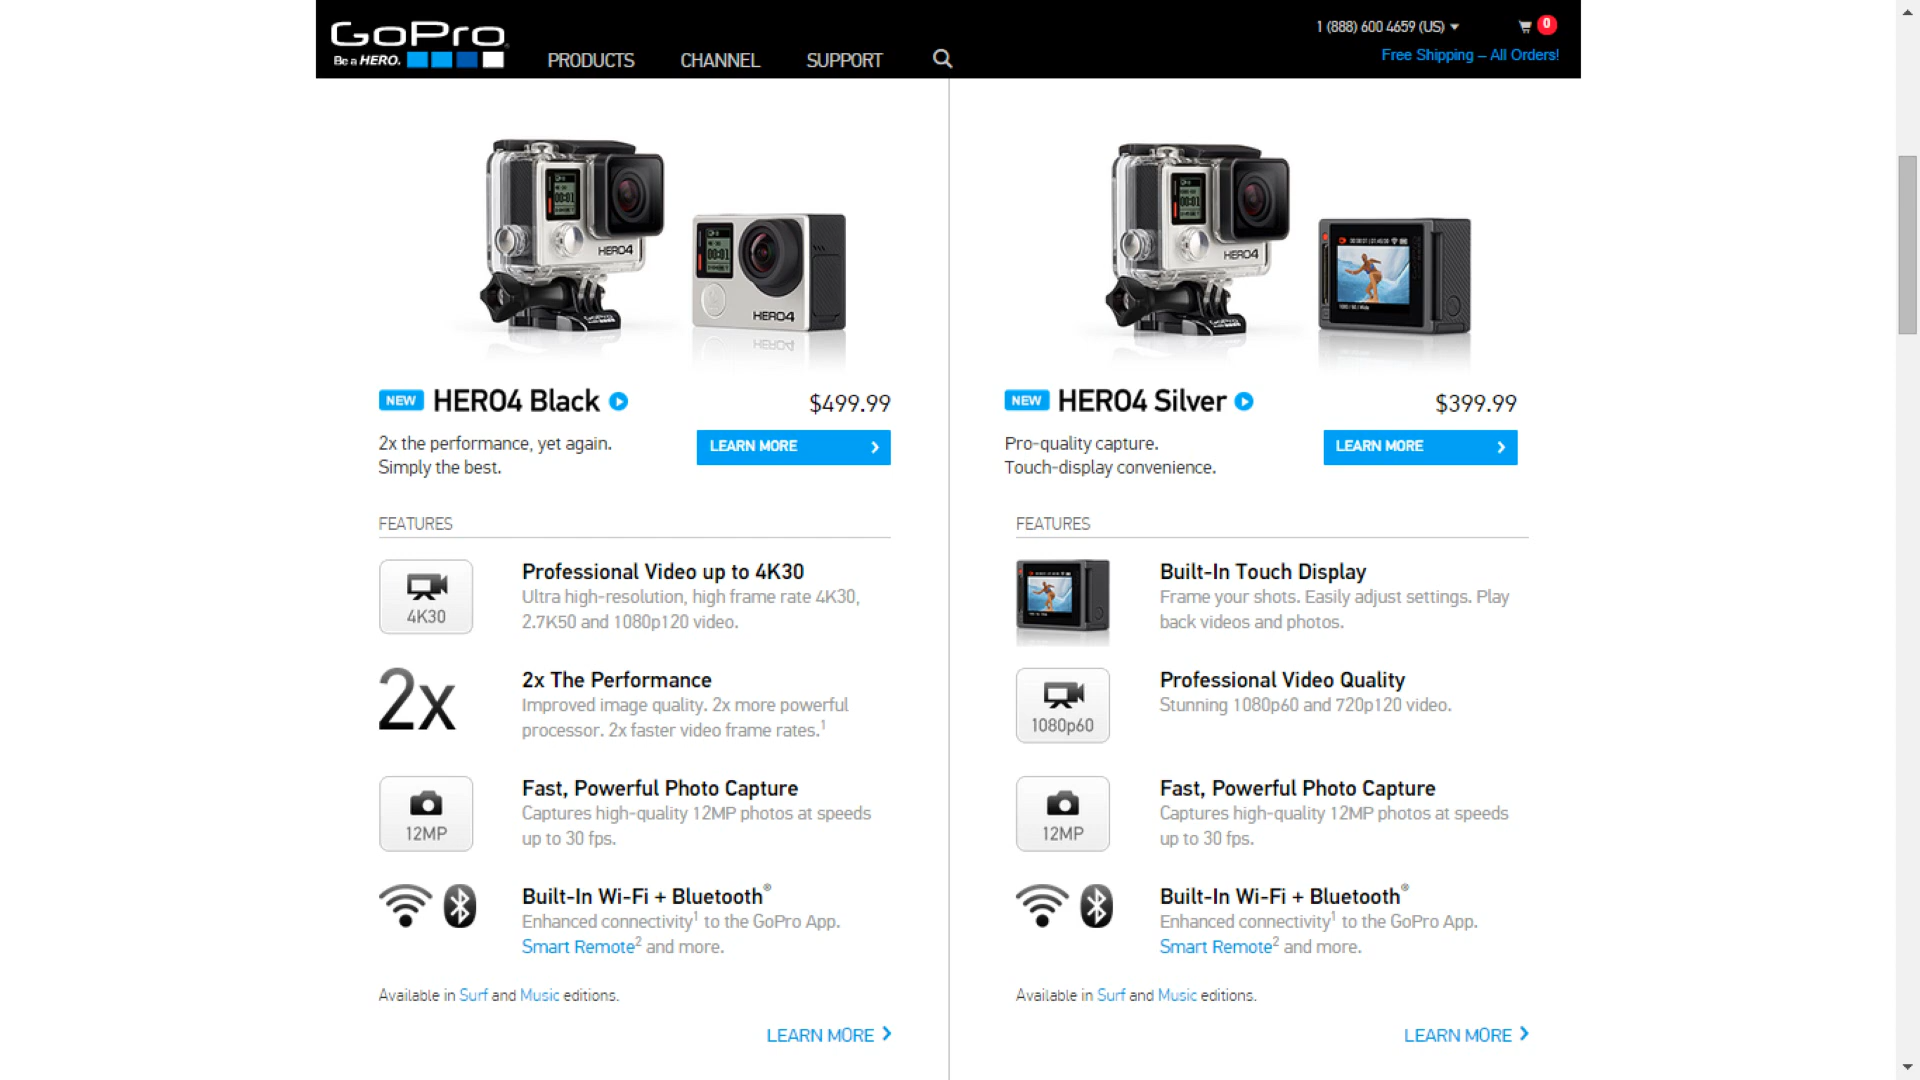 GoPro
Be a HERO.
PRODUCTS
CHANNEL
SUPPORT
1 (888) 600 4659 (US)
0
Free Shipping – All Orders!
HERO4
HERO4
NEW HERO4 Black
$499.99
2x the performance, yet again.
Simply the best.
LEARN MORE
FEATURES
4K30
Professional Video up to 4K30
Ultra high-resolution, high frame rate 4K30,
2.7K50 and 1080p120 video.
2x
2x The Performance
Improved image quality. 2x more powerful
processor. 2x faster video frame rates.¹
12MP
Fast, Powerful Photo Capture
Captures high-quality 12MP photos at speeds
up to 30 fps.
Built-In Wi-Fi + Bluetooth®
Enhanced connectivity¹ to the GoPro App.
Smart Remote² and more.
Available in Surf and Music editions.
LEARN MORE
HERO4
NEW HERO4 Silver
$399.99
Pro-quality capture.
Touch-display convenience.
LEARN MORE
FEATURES
Built-In Touch Display
Frame your shots. Easily adjust settings. Play
back videos and photos.
1080p60
Professional Video Quality
Stunning 1080p60 and 720p120 video.
12MP
Fast, Powerful Photo Capture
Captures high-quality 12MP photos at speeds
up to 30 fps.
Built-In Wi-Fi + Bluetooth®
Enhanced connectivity¹ to the GoPro App.
Smart Remote² and more.
Available in Surf and Music editions.
LEARN MORE